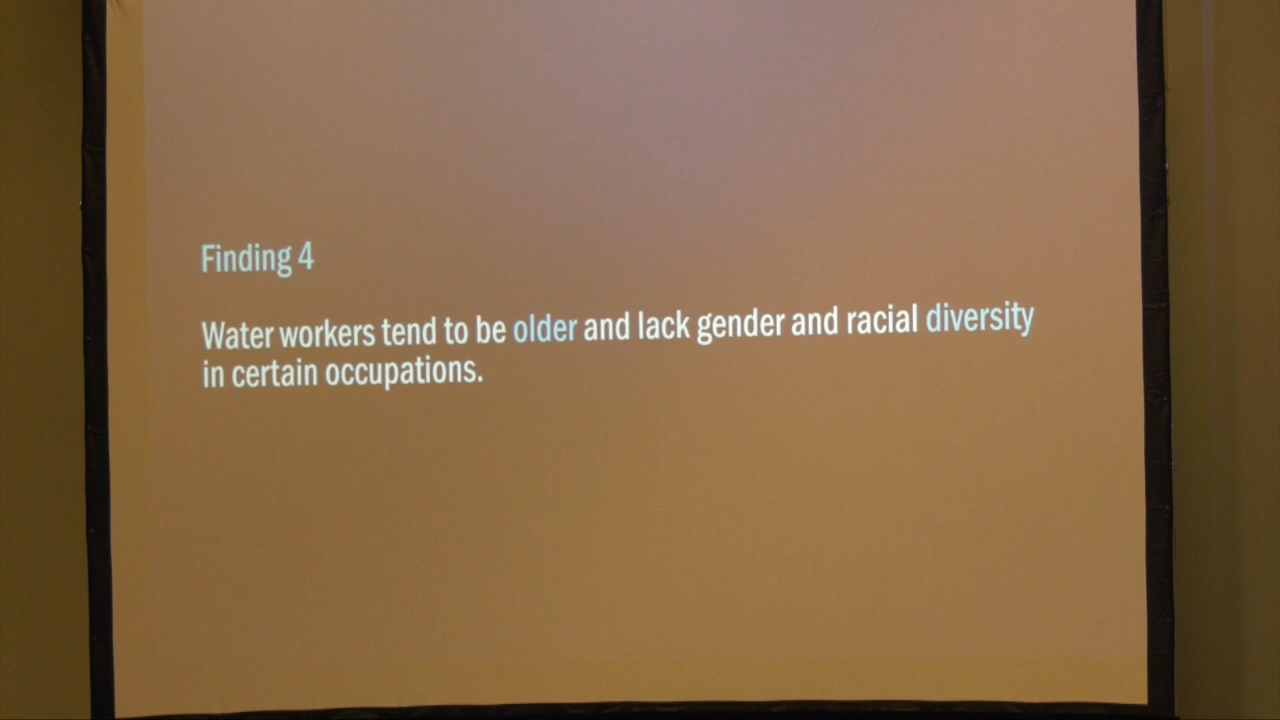 Finding 4
Water workers tend to be older and lack gender and racial diversity
in certain occupations.